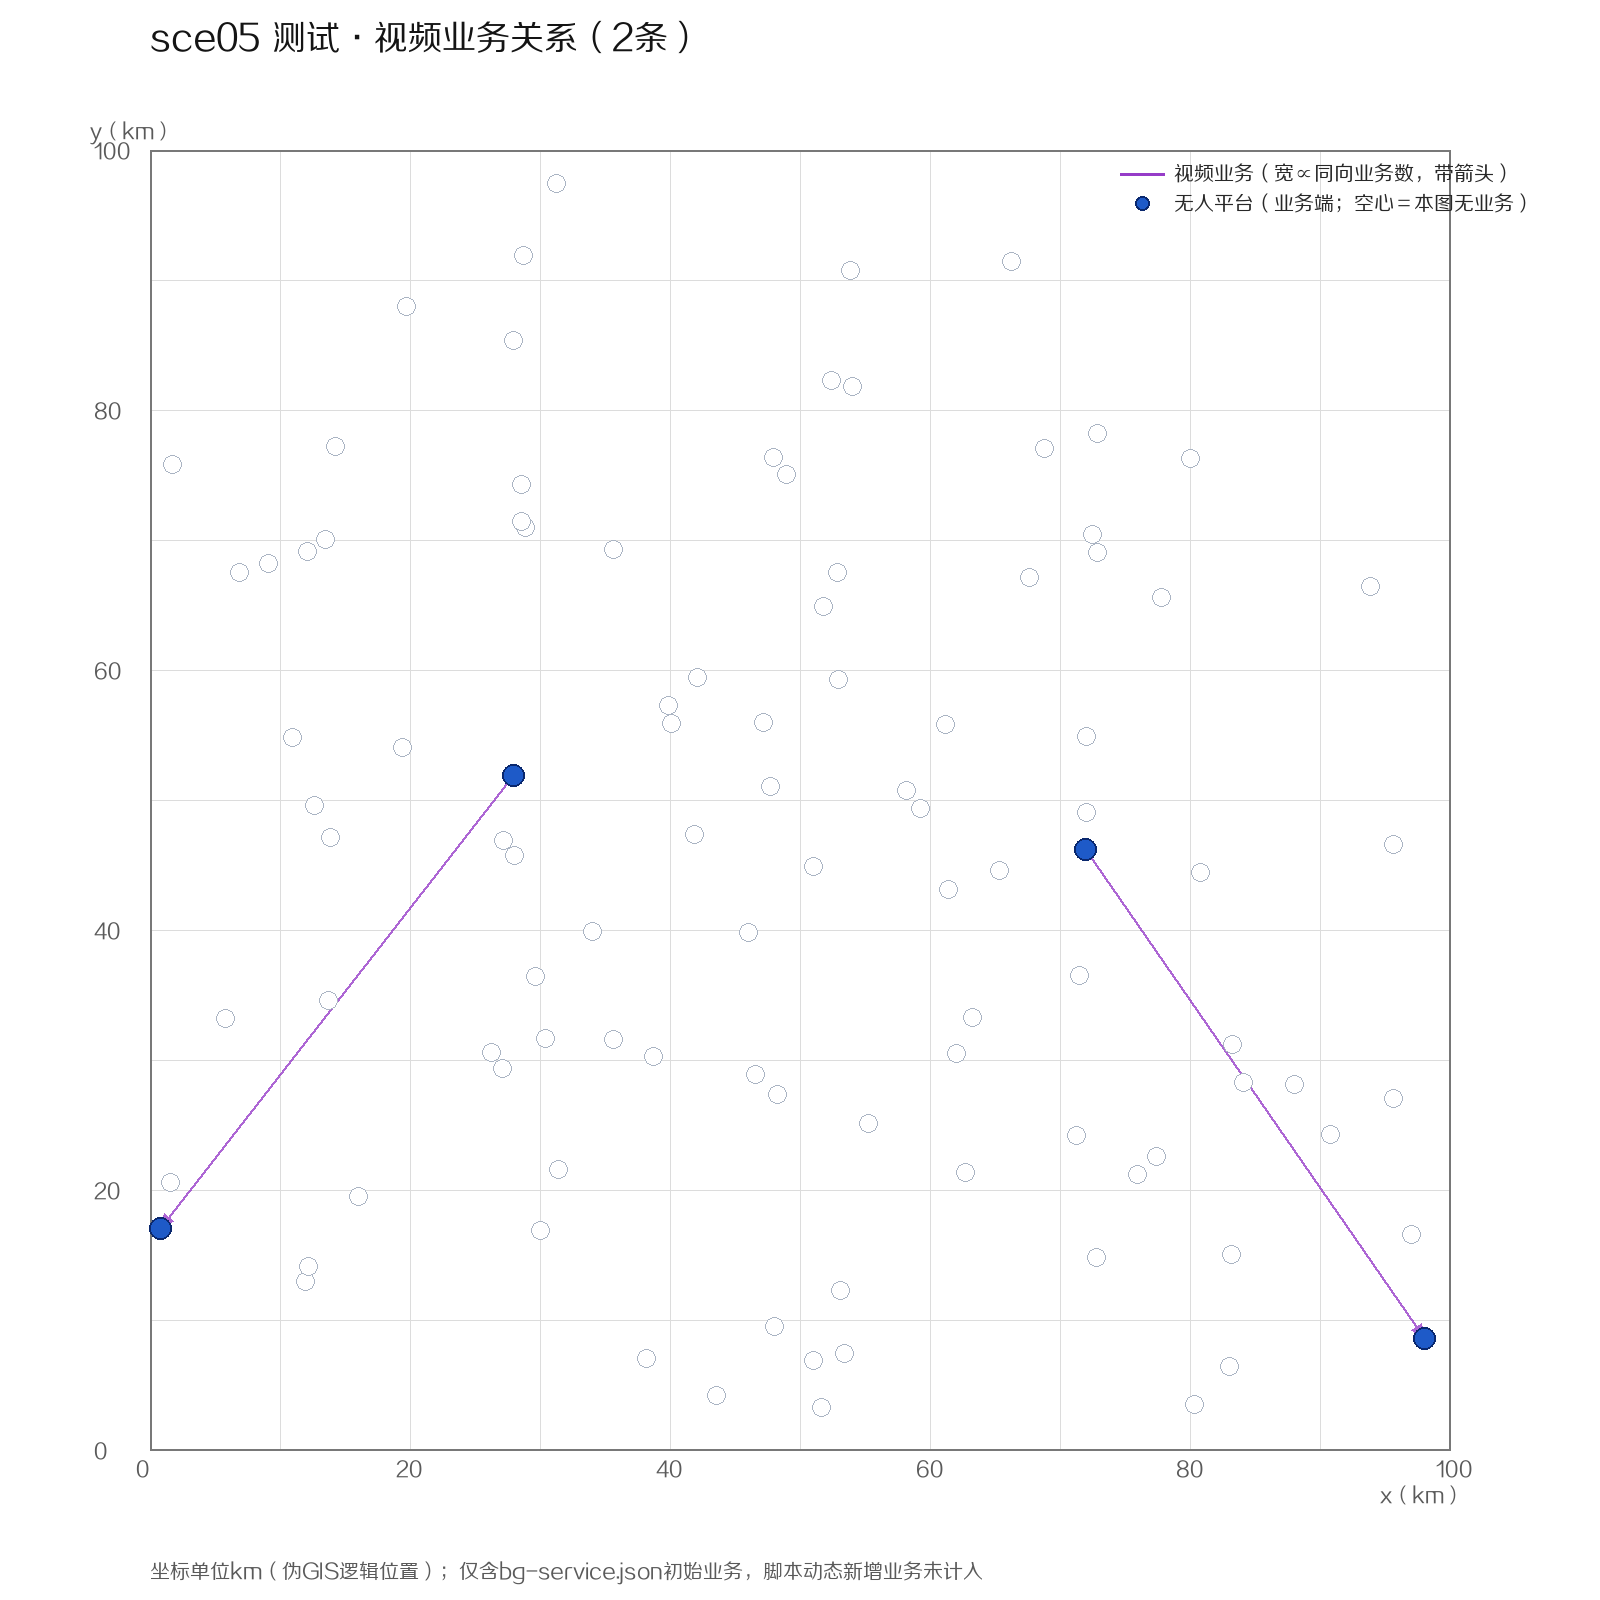 sce05 测试 · 视频业务关系（2条）
y（km）
100
视频业务（宽∝同向业务数，带箭头）
无人平台（业务端；空心＝本图无业务）
80
60
40
20
0
0 20 40 60 80 100
x（km）
坐标单位km（伪GIS逻辑位置）；仅含bg-service.json初始业务，脚本动态新增业务未计入